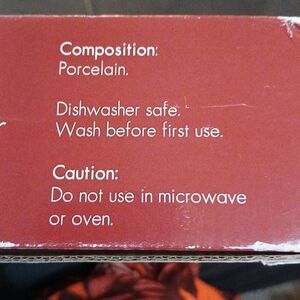 Composition:
Porcelain.
Dishwasher safe.
Wash before first use.
Caution:
Do not use in microwave
or oven.